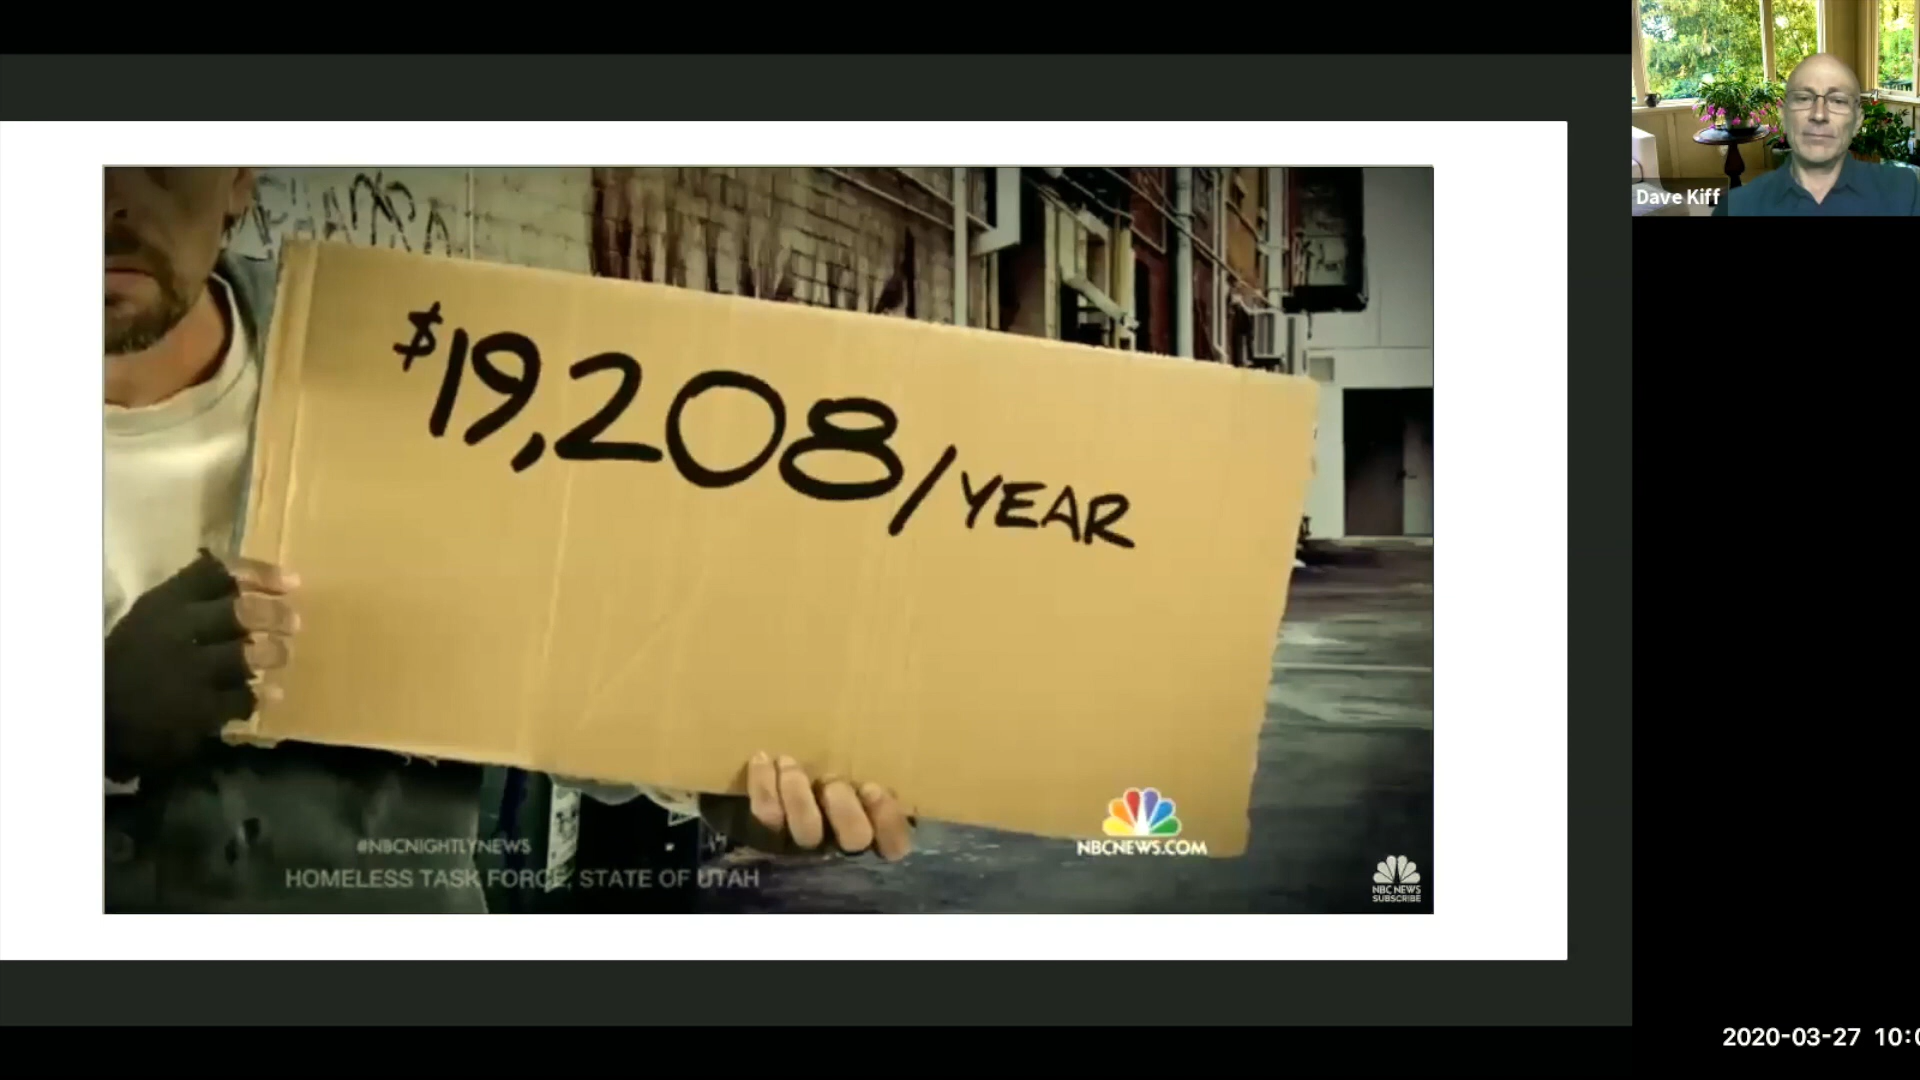 Dave Kiff
$19,208/YEAR
#NBCNIGHTLYNEWS
HOMELESS TASK FORCE, STATE OF UTAH
NBCNEWS.COM
NBC NEWS
SUBSCRIBE
2020-03-27 10:0